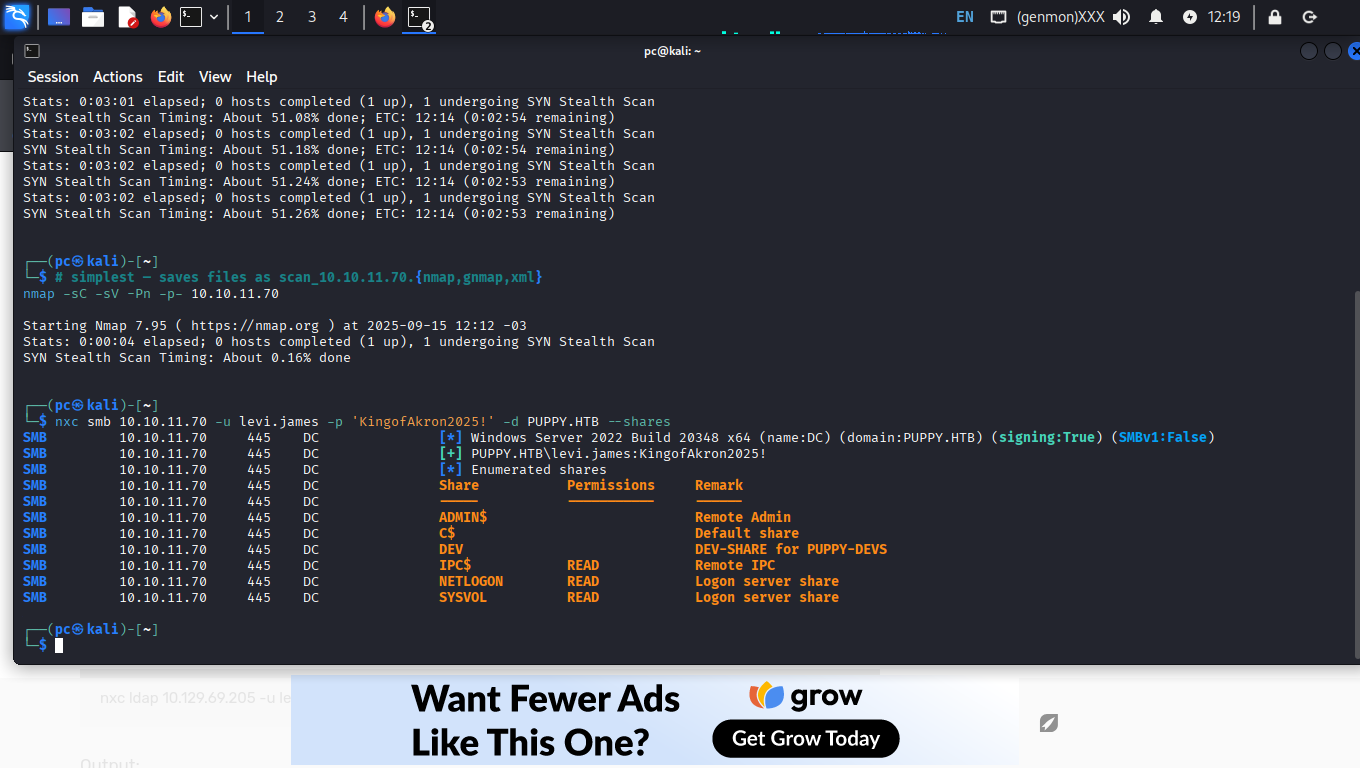 1 2 3 4 2 EN (genmon)XXX 12:19
pc@kali: ~
Session Actions Edit View Help
Stats: 0:03:01 elapsed; 0 hosts completed (1 up), 1 undergoing SYN Stealth Scan
SYN Stealth Scan Timing: About 51.08% done; ETC: 12:14 (0:02:54 remaining)
Stats: 0:03:02 elapsed; 0 hosts completed (1 up), 1 undergoing SYN Stealth Scan
SYN Stealth Scan Timing: About 51.18% done; ETC: 12:14 (0:02:54 remaining)
Stats: 0:03:02 elapsed; 0 hosts completed (1 up), 1 undergoing SYN Stealth Scan
SYN Stealth Scan Timing: About 51.24% done; ETC: 12:14 (0:02:53 remaining)
Stats: 0:03:02 elapsed; 0 hosts completed (1 up), 1 undergoing SYN Stealth Scan
SYN Stealth Scan Timing: About 51.26% done; ETC: 12:14 (0:02:53 remaining)
┌──(pc㉿kali)-[~]
└─$ # simplest — saves files as scan_10.10.11.70.{nmap,gnmap,xml}
nmap -sC -sV -Pn -p- 10.10.11.70
Starting Nmap 7.95 ( https://nmap.org ) at 2025-09-15 12:12 -03
Stats: 0:00:04 elapsed; 0 hosts completed (1 up), 1 undergoing SYN Stealth Scan
SYN Stealth Scan Timing: About 0.16% done
┌──(pc㉿kali)-[~]
└─$ nxc smb 10.10.11.70 -u levi.james -p 'KingofAkron2025!' -d PUPPY.HTB --shares
SMB 10.10.11.70 445 DC [*] Windows Server 2022 Build 20348 x64 (name:DC) (domain:PUPPY.HTB) (signing:True) (SMBv1:False)
SMB 10.10.11.70 445 DC [+] PUPPY.HTB\levi.james:KingofAkron2025!
SMB 10.10.11.70 445 DC [*] Enumerated shares
SMB 10.10.11.70 445 DC Share Permissions Remark
SMB 10.10.11.70 445 DC ----- ----------- ------
SMB 10.10.11.70 445 DC ADMIN$ Remote Admin
SMB 10.10.11.70 445 DC C$ Default share
SMB 10.10.11.70 445 DC DEV DEV-SHARE for PUPPY-DEVS
SMB 10.10.11.70 445 DC IPC$ READ Remote IPC
SMB 10.10.11.70 445 DC NETLOGON READ Logon server share
SMB 10.10.11.70 445 DC SYSVOL READ Logon server share
┌──(pc㉿kali)-[~]
└─$
nxc ldap 10.129.69.205 -u le
Want Fewer Ads
Like This One?
grow
Get Grow Today
Output: